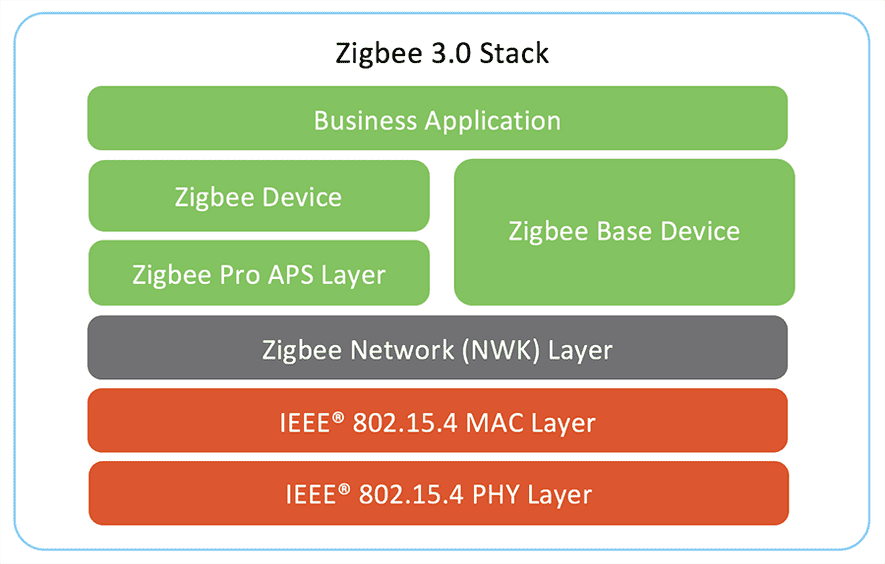 Zigbee 3.0 Stack
Business Application
Zigbee Device
Zigbee Base Device
Zigbee Pro APS Layer
Zigbee Network (NWK) Layer
IEEE® 802.15.4 MAC Layer
IEEE® 802.15.4 PHY Layer